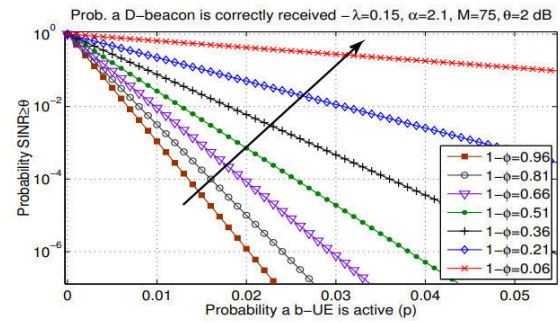 Prob. a D-beacon is correctly received - λ=0.15, α=2.1, M=75, θ=2 dB
10⁰
10⁻²
10⁻⁴
10⁻⁶
Probability SINR≥θ
1-ϕ=0.96
1-ϕ=0.81
1-ϕ=0.66
1-ϕ=0.51
1-ϕ=0.36
1-ϕ=0.21
1-ϕ=0.06
0 0.01 0.02 0.03 0.04 0.05
Probability a b-UE is active (p)